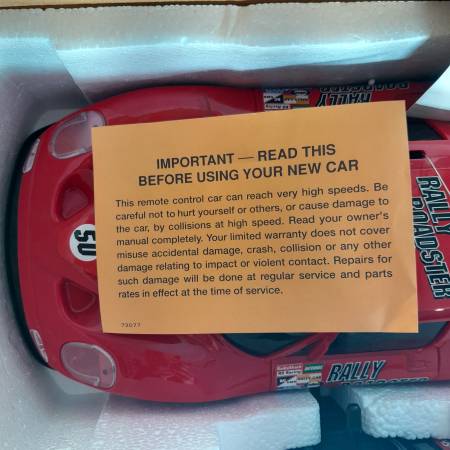 RALLY
IMPORTANT — READ THIS
BEFORE USING YOUR NEW CAR
This remote control car can reach very high speeds. Be
careful not to hurt yourself or others, or cause damage to
the car, by collisions at high speed. Read your owner's
manual completely. Your limited warranty does not cover
misuse accidental damage, crash, collision or any other
damage relating to impact or violent contact. Repairs for
such damage will be done at regular service and parts
rates in effect at the time of service.
73077
50
RALLY
ROADSTER
RALLY
ROADSTER